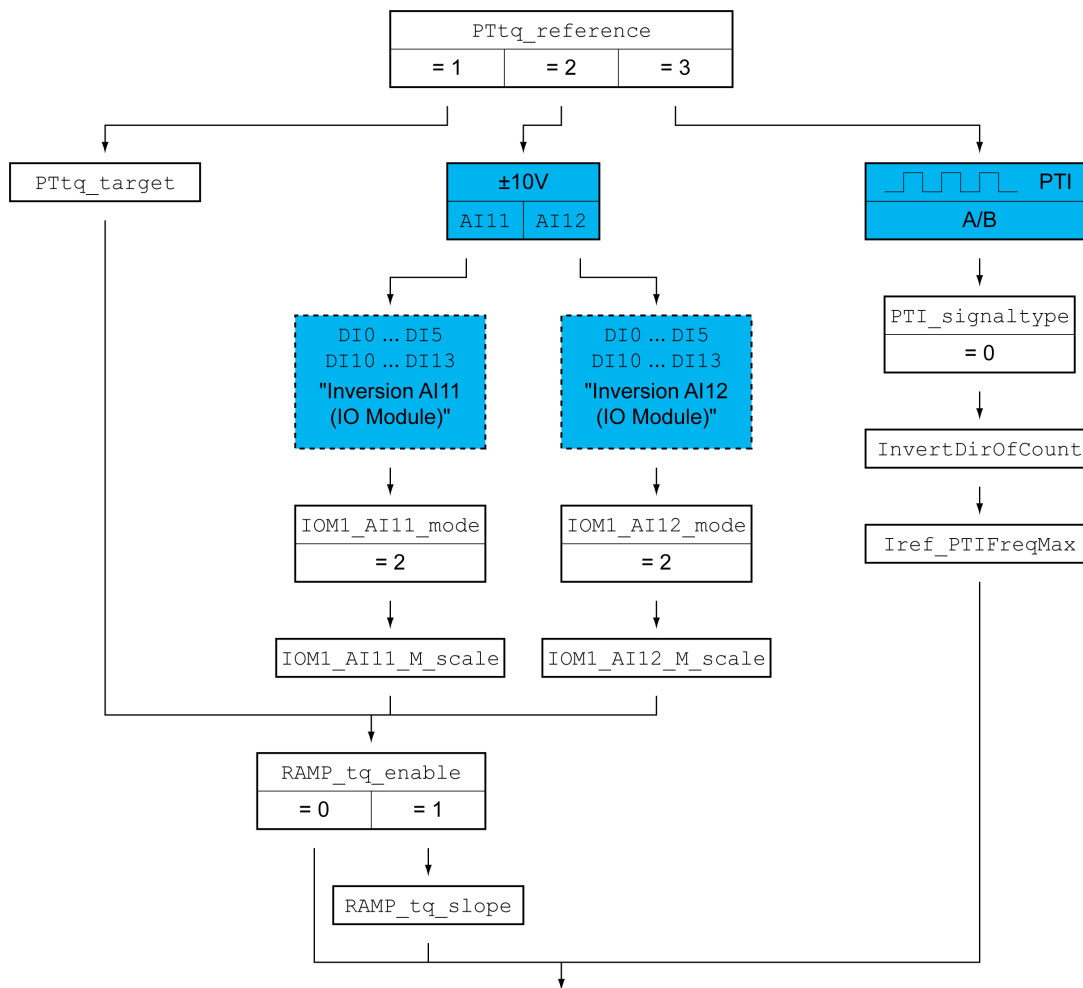 PTtq_reference
= 1
= 2
= 3
PTtq_target
±10V
AI11
AI12
PTI
A/B
DI0 ... DI5
DI10 ... DI13
"Inversion AI11
(IO Module)"
DI0 ... DI5
DI10 ... DI13
"Inversion AI12
(IO Module)"
PTI_signaltype
= 0
InvertDirOfCount
IOM1_AI11_mode
= 2
IOM1_AI12_mode
= 2
Iref_PTIFreqMax
IOM1_AI11_M_scale
IOM1_AI12_M_scale
RAMP_tq_enable
= 0
= 1
RAMP_tq_slope